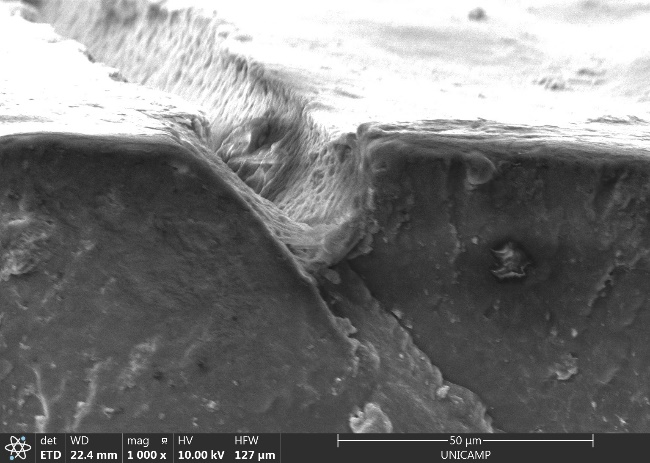 det WD mag HV HFW 50 µm
ETD 22.4 mm 1 000 x 10.00 kV 127 µm UNICAMP